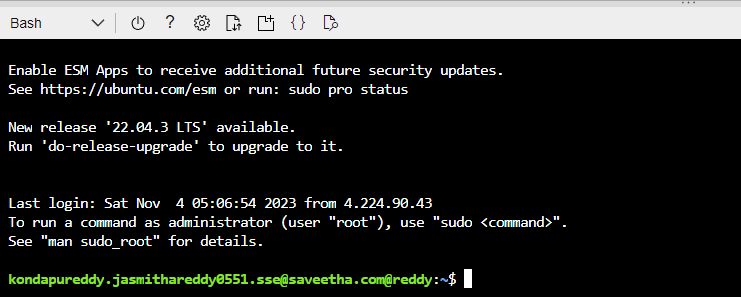 Bash
Enable ESM Apps to receive additional future security updates.
See https://ubuntu.com/esm or run: sudo pro status
New release '22.04.3 LTS' available.
Run 'do-release-upgrade' to upgrade to it.
Last login: Sat Nov  4 05:06:54 2023 from 4.224.90.43
To run a command as administrator (user "root"), use "sudo <command>".
See "man sudo_root" for details.
kondapureddy.jasmithareddy0551.sse@saveetha.com@reddy:~$